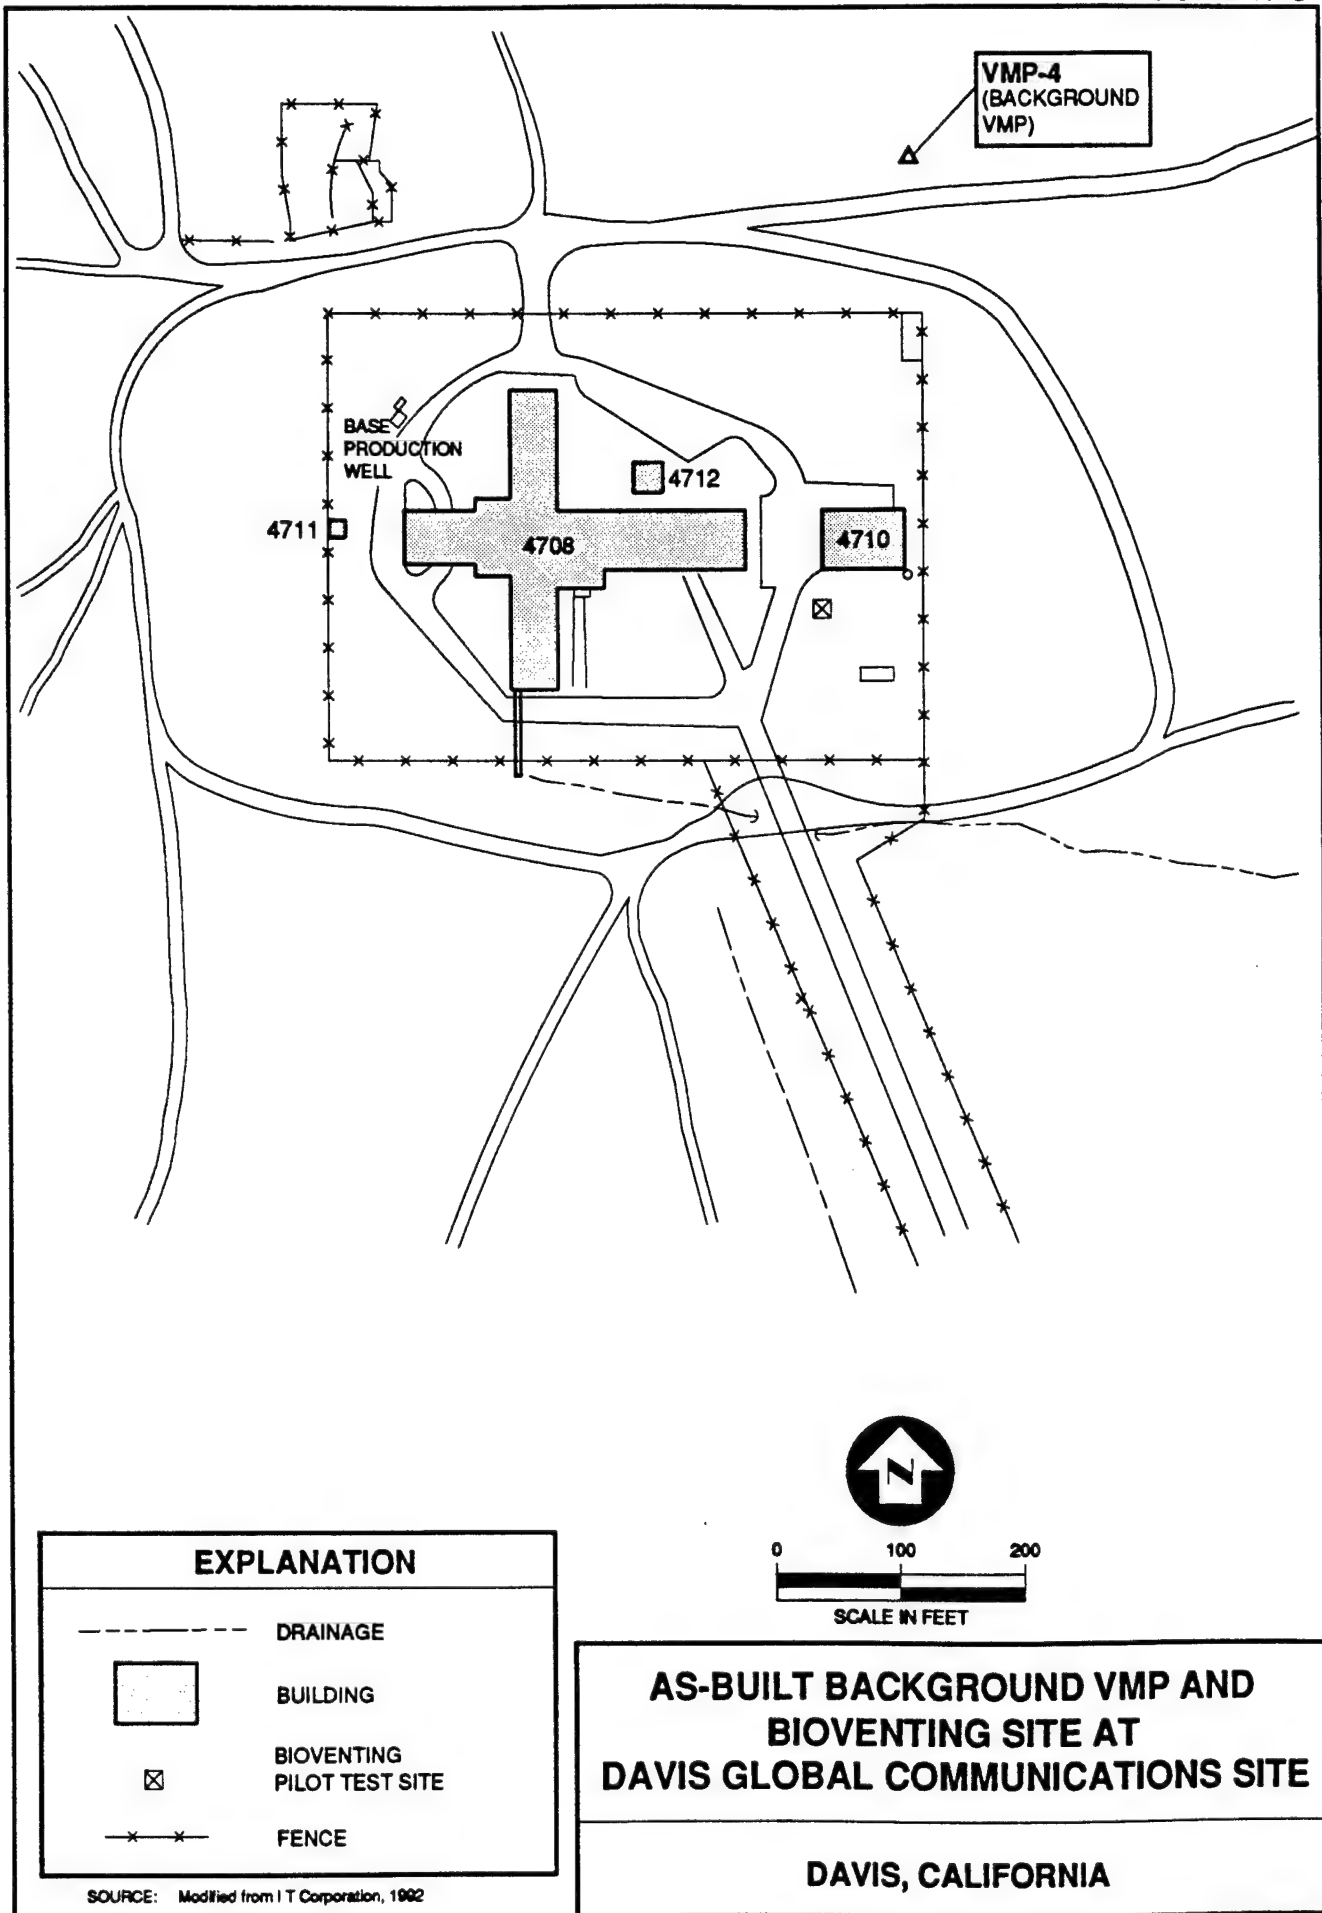 VMP-4
(BACKGROUND
VMP)
BASE
PRODUCTION
WELL
4712
4711
4708
4710
N
0 100 200
SCALE IN FEET
EXPLANATION
DRAINAGE
BUILDING
BIOVENTING
PILOT TEST SITE
FENCE
SOURCE: Modified from I T Corporation, 1992
AS-BUILT BACKGROUND VMP AND
BIOVENTING SITE AT
DAVIS GLOBAL COMMUNICATIONS SITE
DAVIS, CALIFORNIA